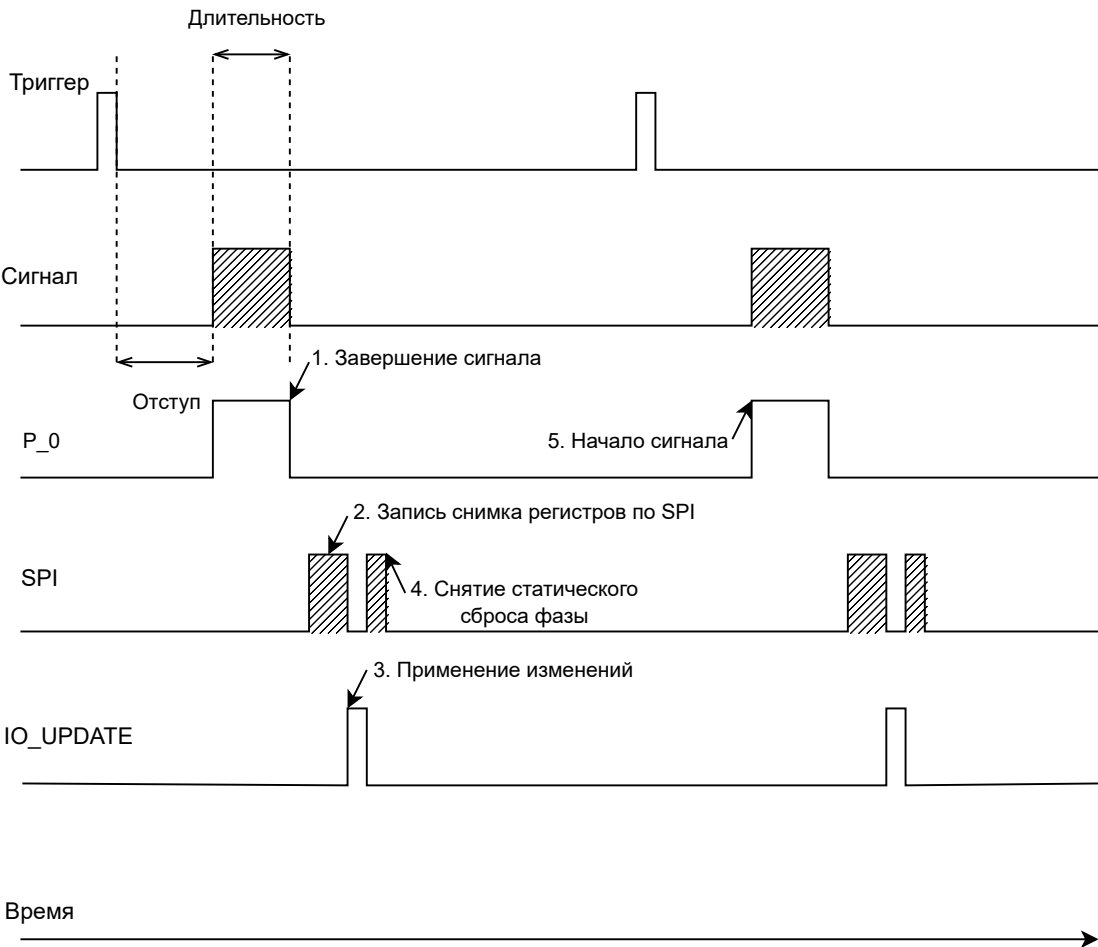 Длительность
Триггер
Сигнал
1. Завершение сигнала
Отступ
P_0
5. Начало сигнала
2. Запись снимка регистров по SPI
SPI
4. Снятие статического
сброса фазы
3. Применение изменений
IO_UPDATE
Время